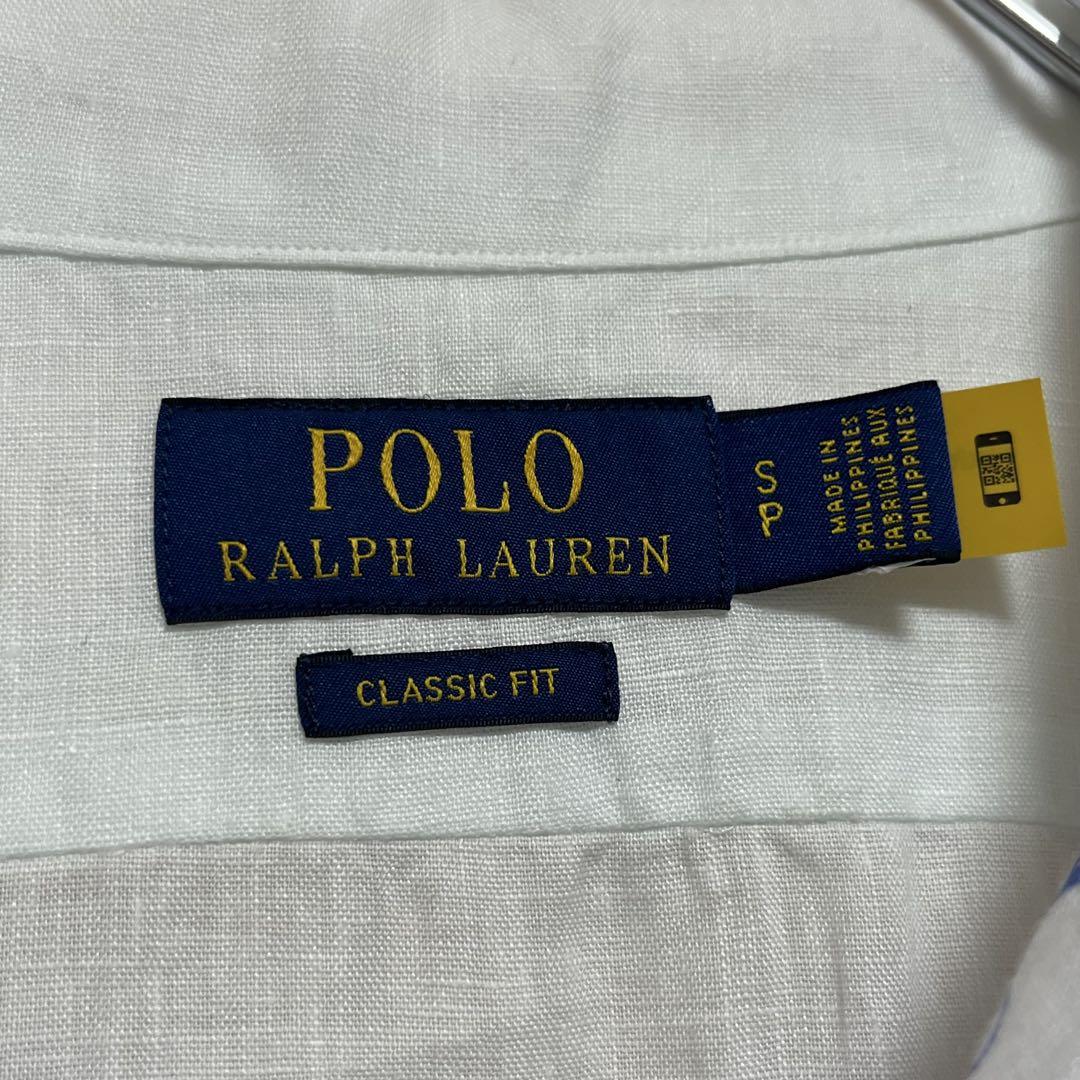 POLO
RALPH LAUREN
CLASSIC FIT
S
P
MADE IN
PHILIPPINES
FABRIQUÉ AUX
PHILIPPINES